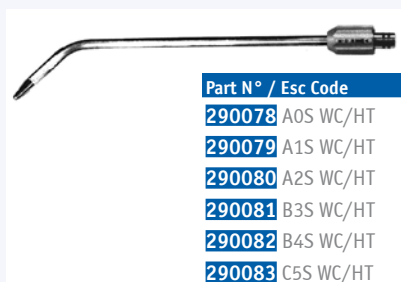 Part N° / Esc Code
290078 A0S WC/HT
290079 A1S WC/HT
290080 A2S WC/HT
290081 B3S WC/HT
290082 B4S WC/HT
290083 C5S WC/HT